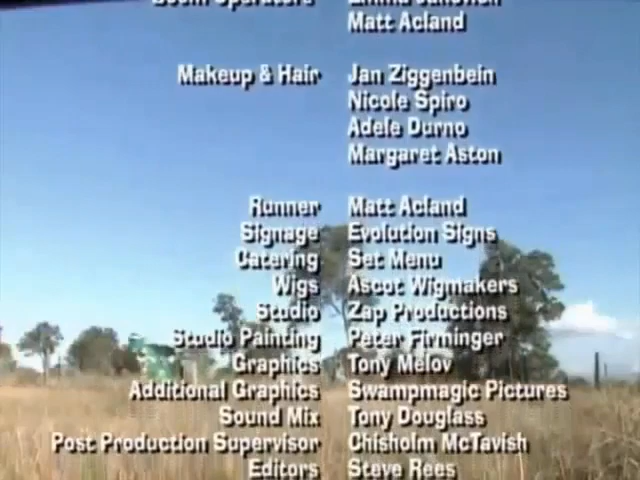 Matt Acland
Makeup & Hair Jan Ziggenbein
Nicole Spiro
Adele Durno
Margaret Aston
Runner Matt Acland
Signage Evolution Signs
Catering Set Menu
Wigs Ascot Wigmakers
Studio Zap Productions
Studio Painting Peter Firminger
Graphics Tony Melov
Additional Graphics Swampmagic Pictures
Sound Mix Tony Douglass
Post Production Supervisor Chisholm McTavish
Editors Steve Rees